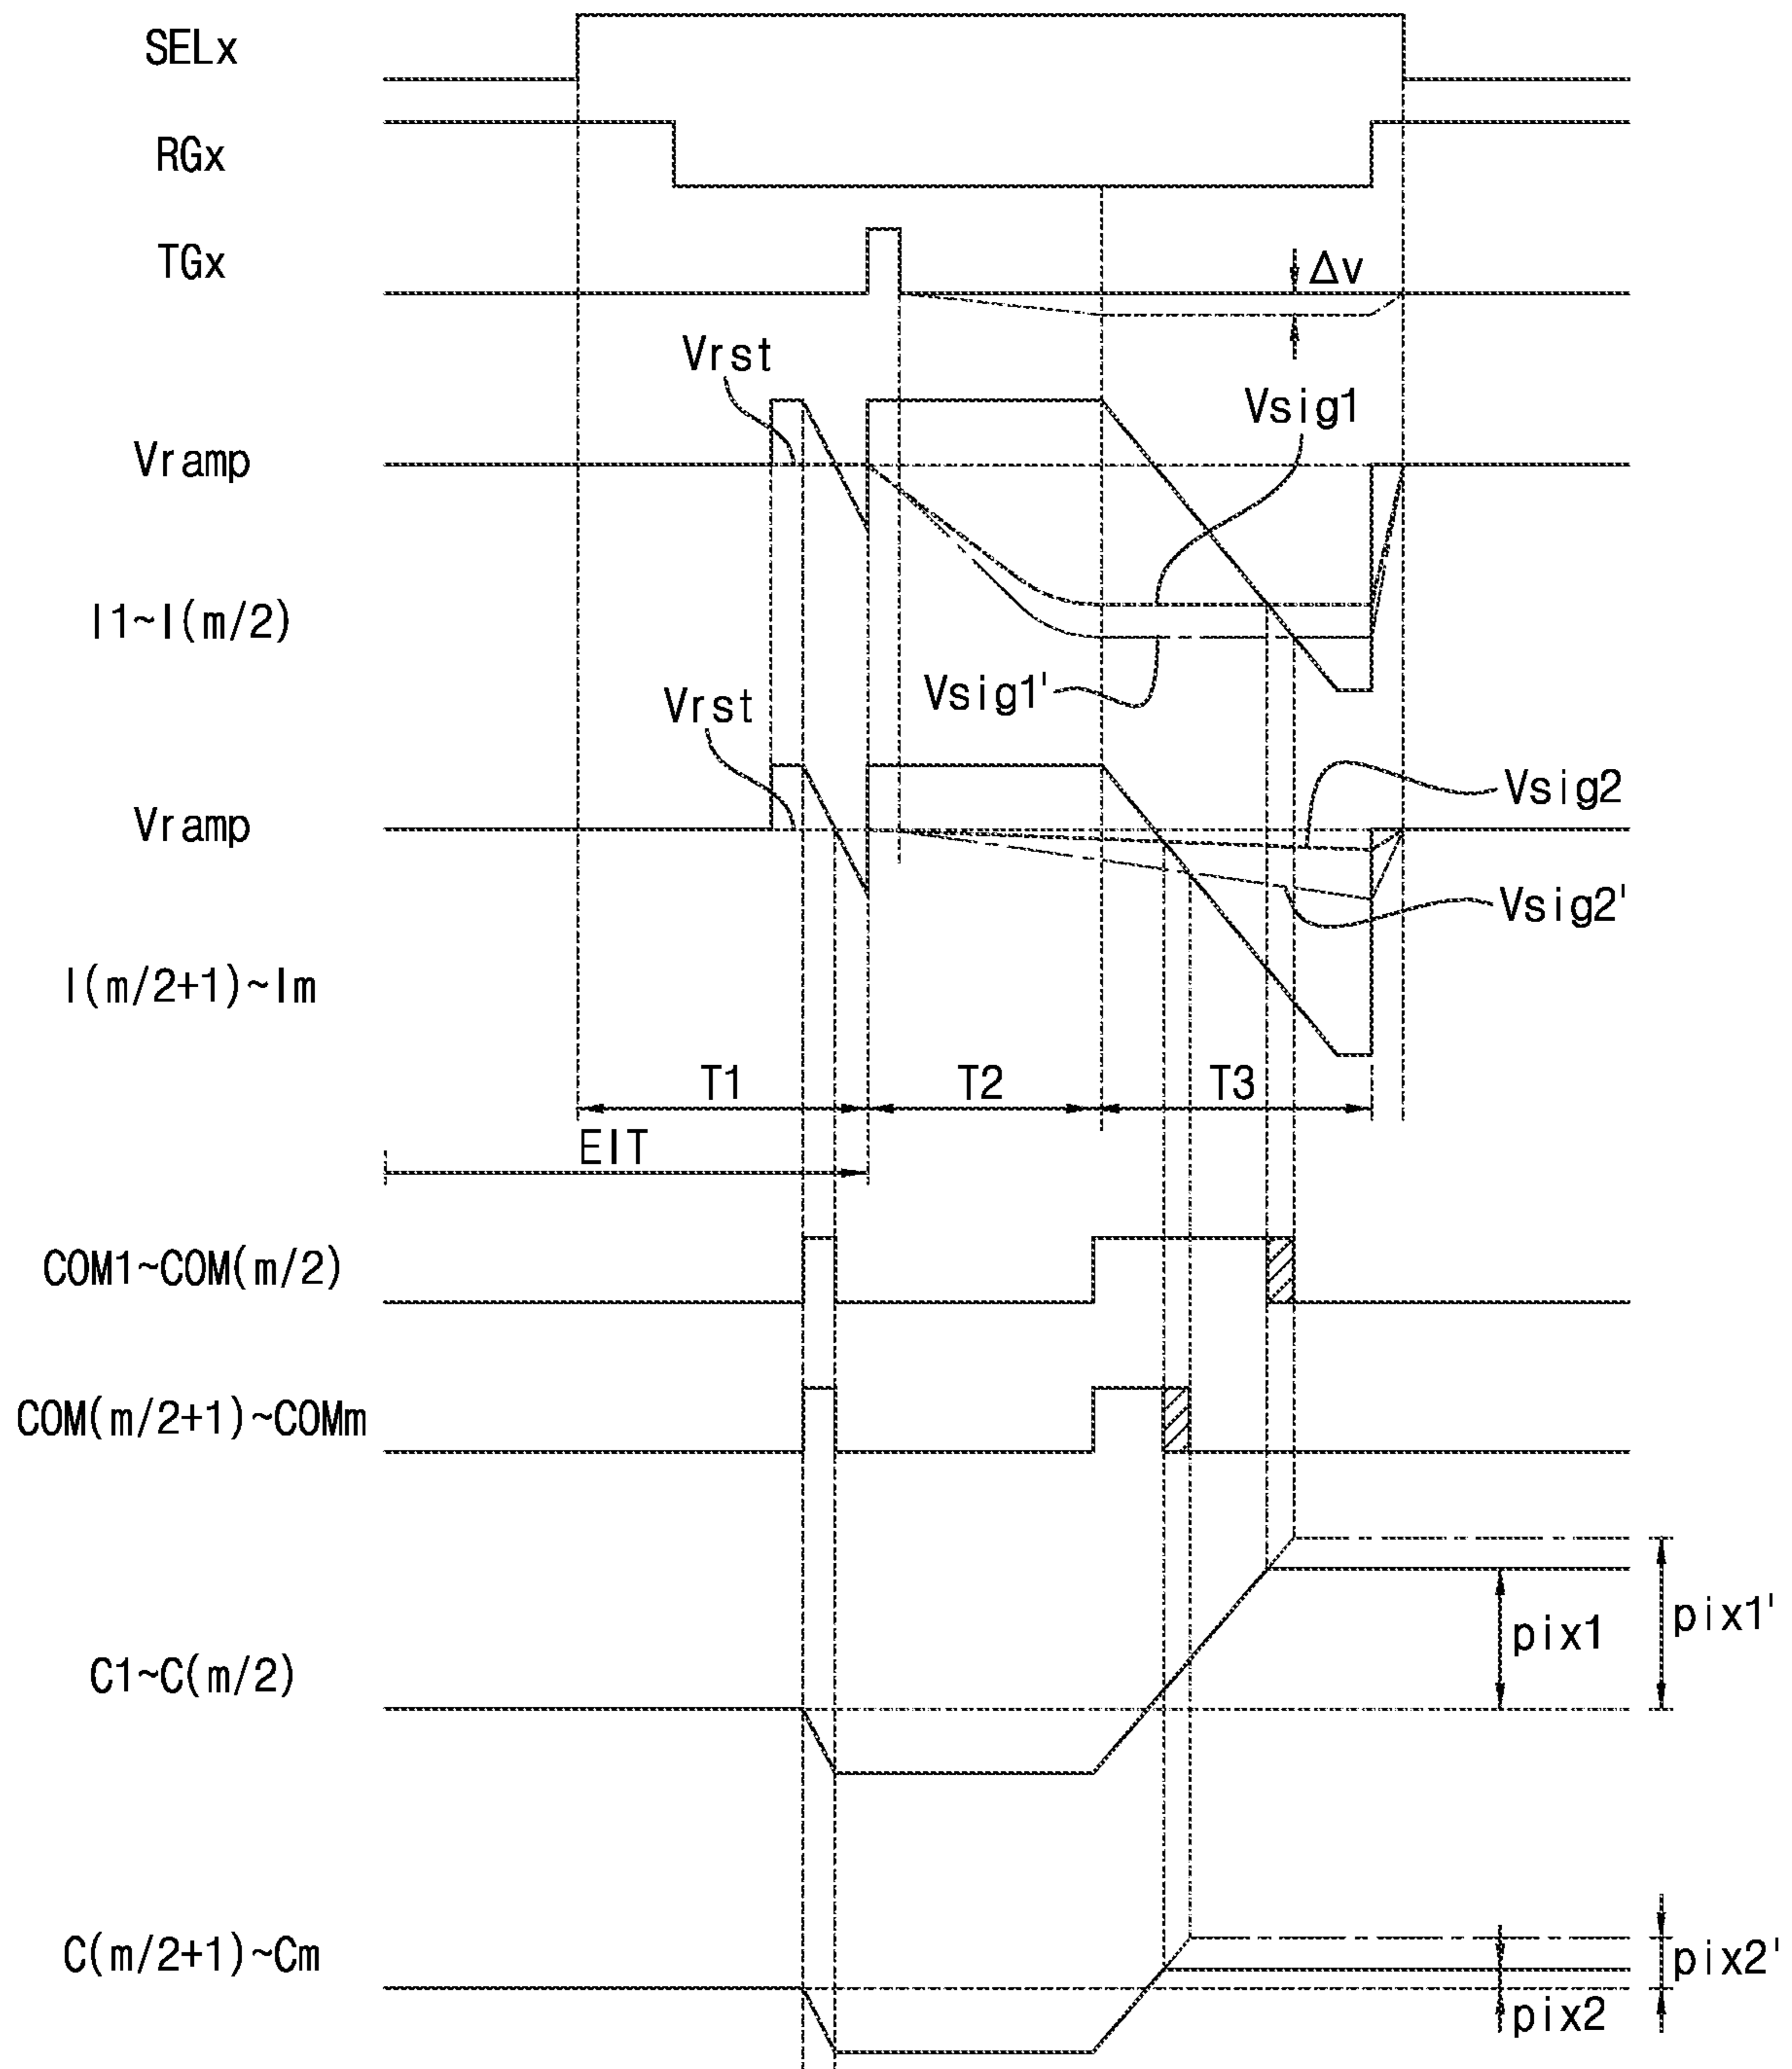 SELx
RGx
TGx
Δv
Vrst
Vsig1
Vramp
I1~I(m/2)
Vsig1'
Vrst
Vsig2
Vramp
Vsig2'
I(m/2+1)~Im
T1
T2
T3
EIT
COM1~COM(m/2)
COM(m/2+1)~COMm
pix1
pix1'
C1~C(m/2)
C(m/2+1)~Cm
pix2'
pix2